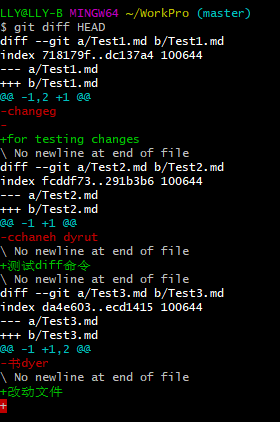 LLY@LLY-B MINGW64 ~/WorkPro (master)
$ git diff HEAD
diff --git a/Test1.md b/Test1.md
index 718179f..dc137a4 100644
--- a/Test1.md
+++ b/Test1.md
@@ -1,2 +1 @@
-changeg
-
+for testing changes
\ No newline at end of file
diff --git a/Test2.md b/Test2.md
index fcddf73..291b3b6 100644
--- a/Test2.md
+++ b/Test2.md
@@ -1 +1 @@
-cchaneh dyrut
\ No newline at end of file
+测试diff命令
\ No newline at end of file
diff --git a/Test3.md b/Test3.md
index da4e603..ecd1415 100644
--- a/Test3.md
+++ b/Test3.md
@@ -1 +1,2 @@
-书dyer
\ No newline at end of file
+改动文件
+